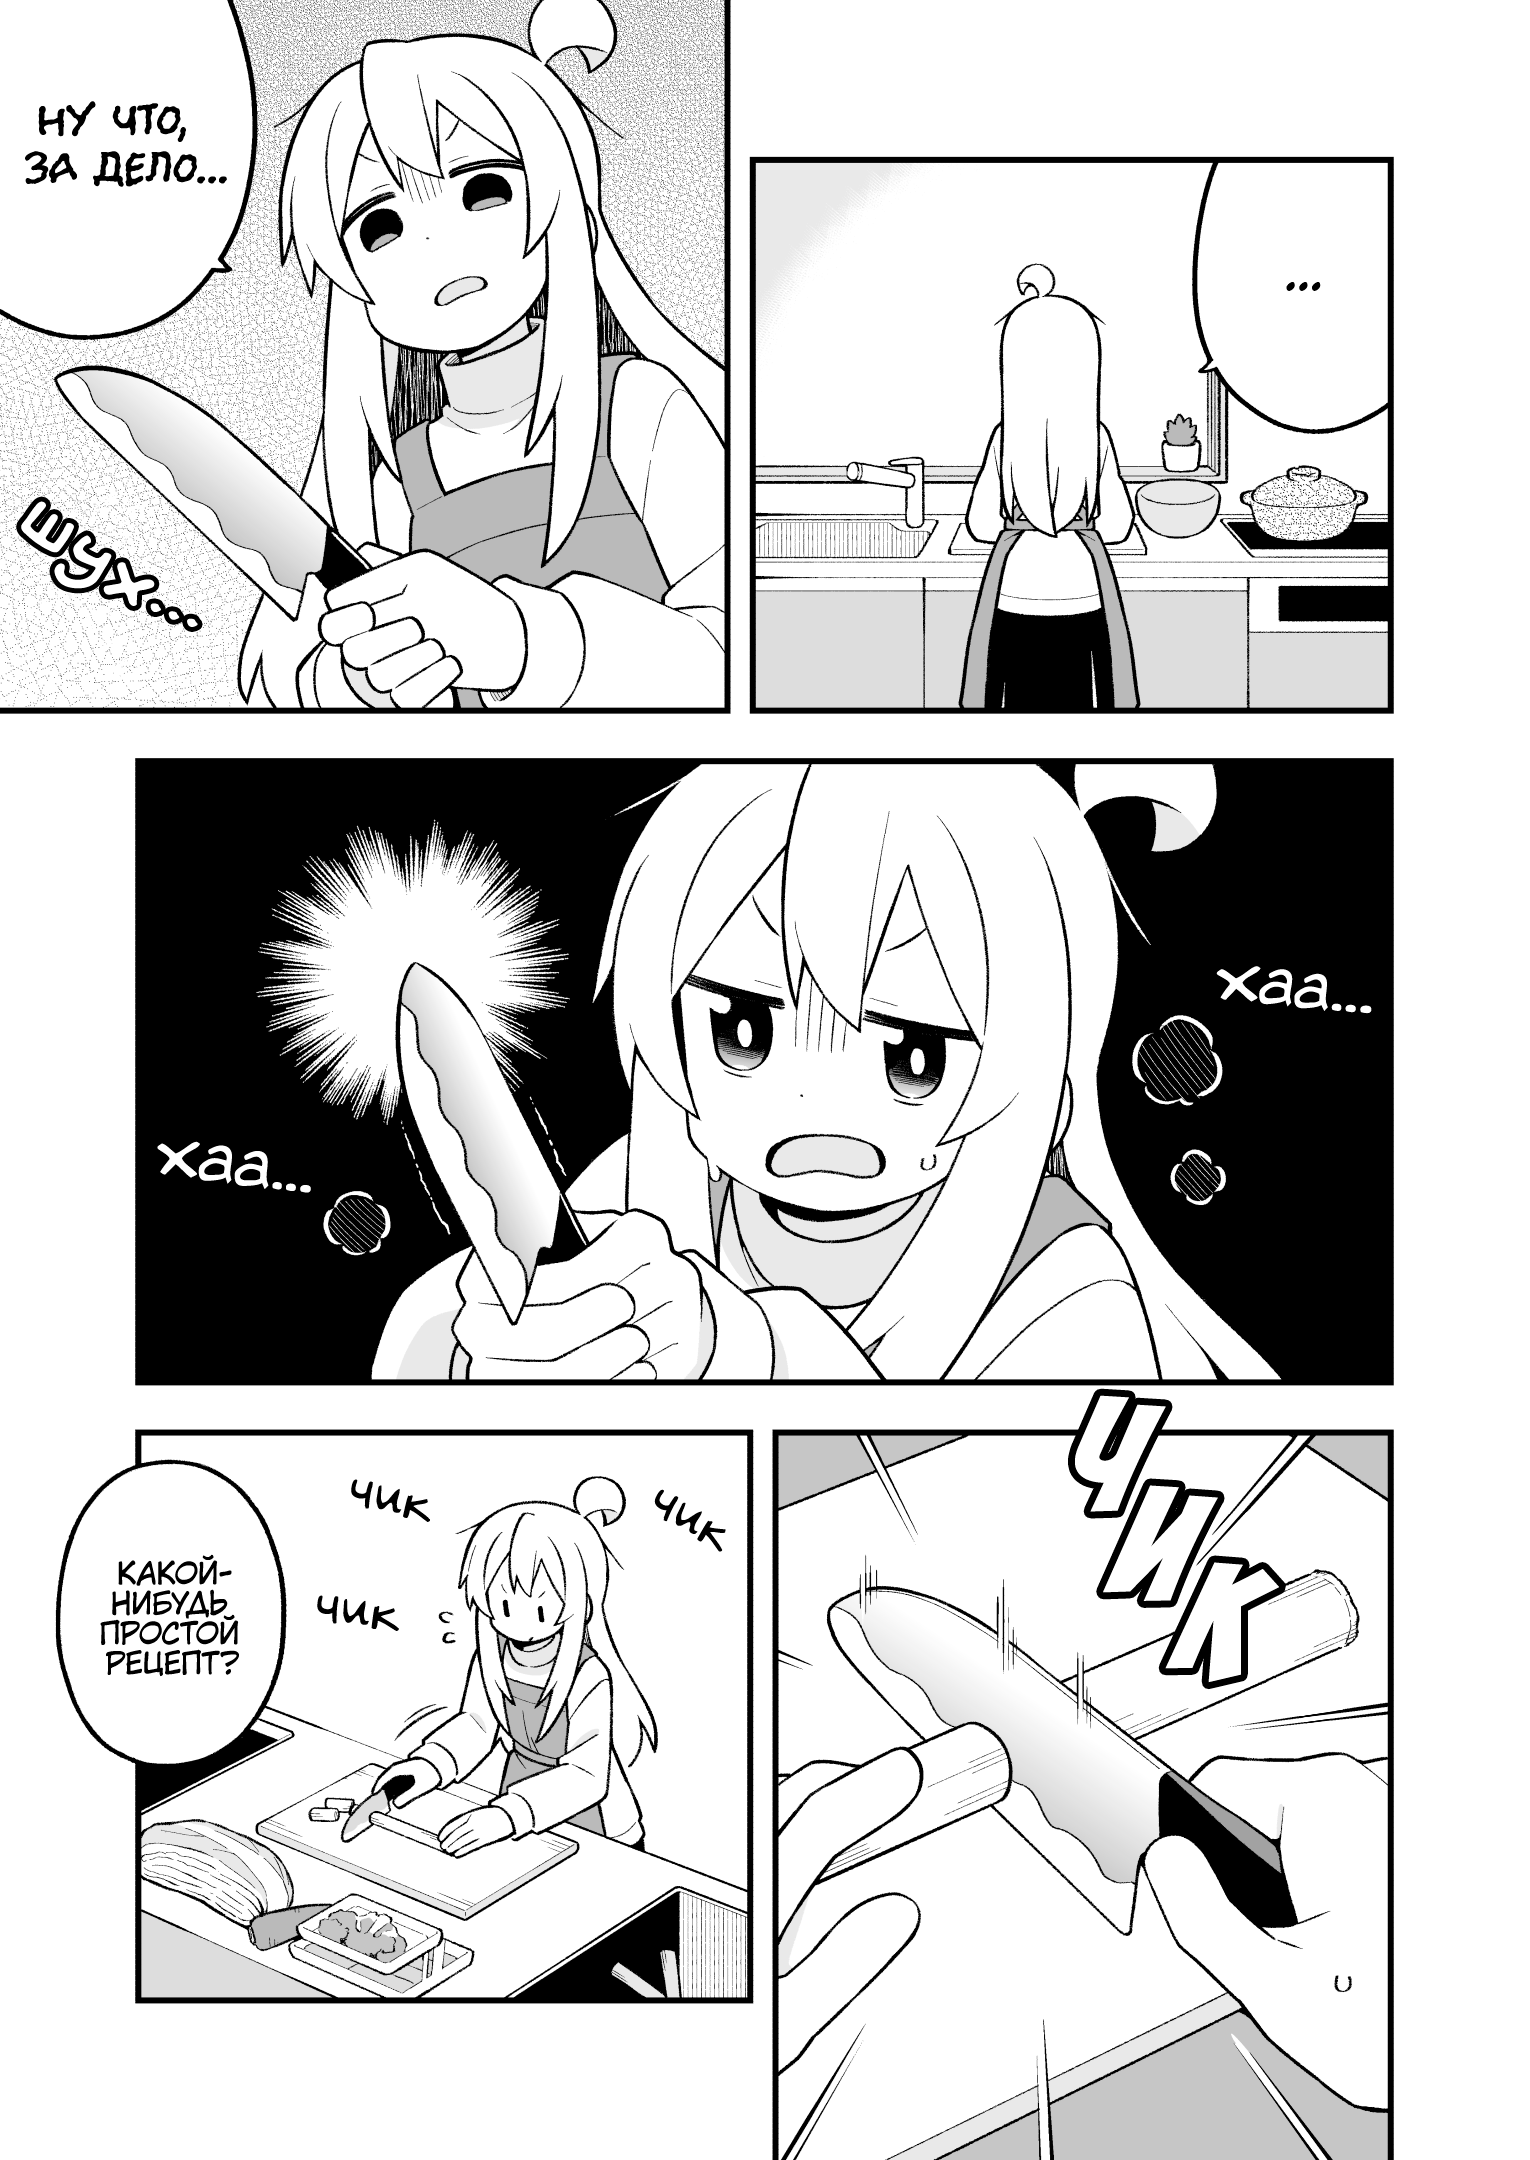 ...
НУ ЧТО,
ЗА ДЕЛО...
ШУХ...
ХАА...
ХАА...
ЧИК
ЧИК
ЧИК
ЧИК
КАКОЙ-
НИБУДЬ
ПРОСТОЙ
РЕЦЕПТ?